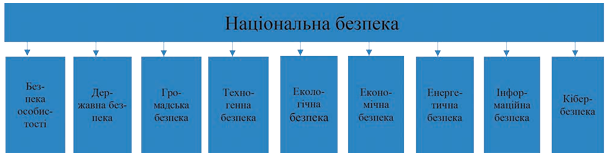 Національна безпека
Без-
пека
особис-
тості
Дер-
жавна без-
пека
Гро-
мадська
безпека
Техно-
генна
безпека
Еколо-
гічна
безпека
Еконо-
мічна
безпека
Енерге-
тична
безпека
Інфор-
маційна
безпека
Кібер-
безпека